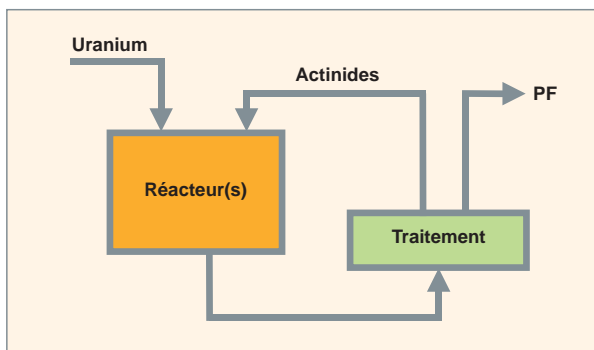 Uranium
Actinides
PF
Réacteur(s)
Traitement